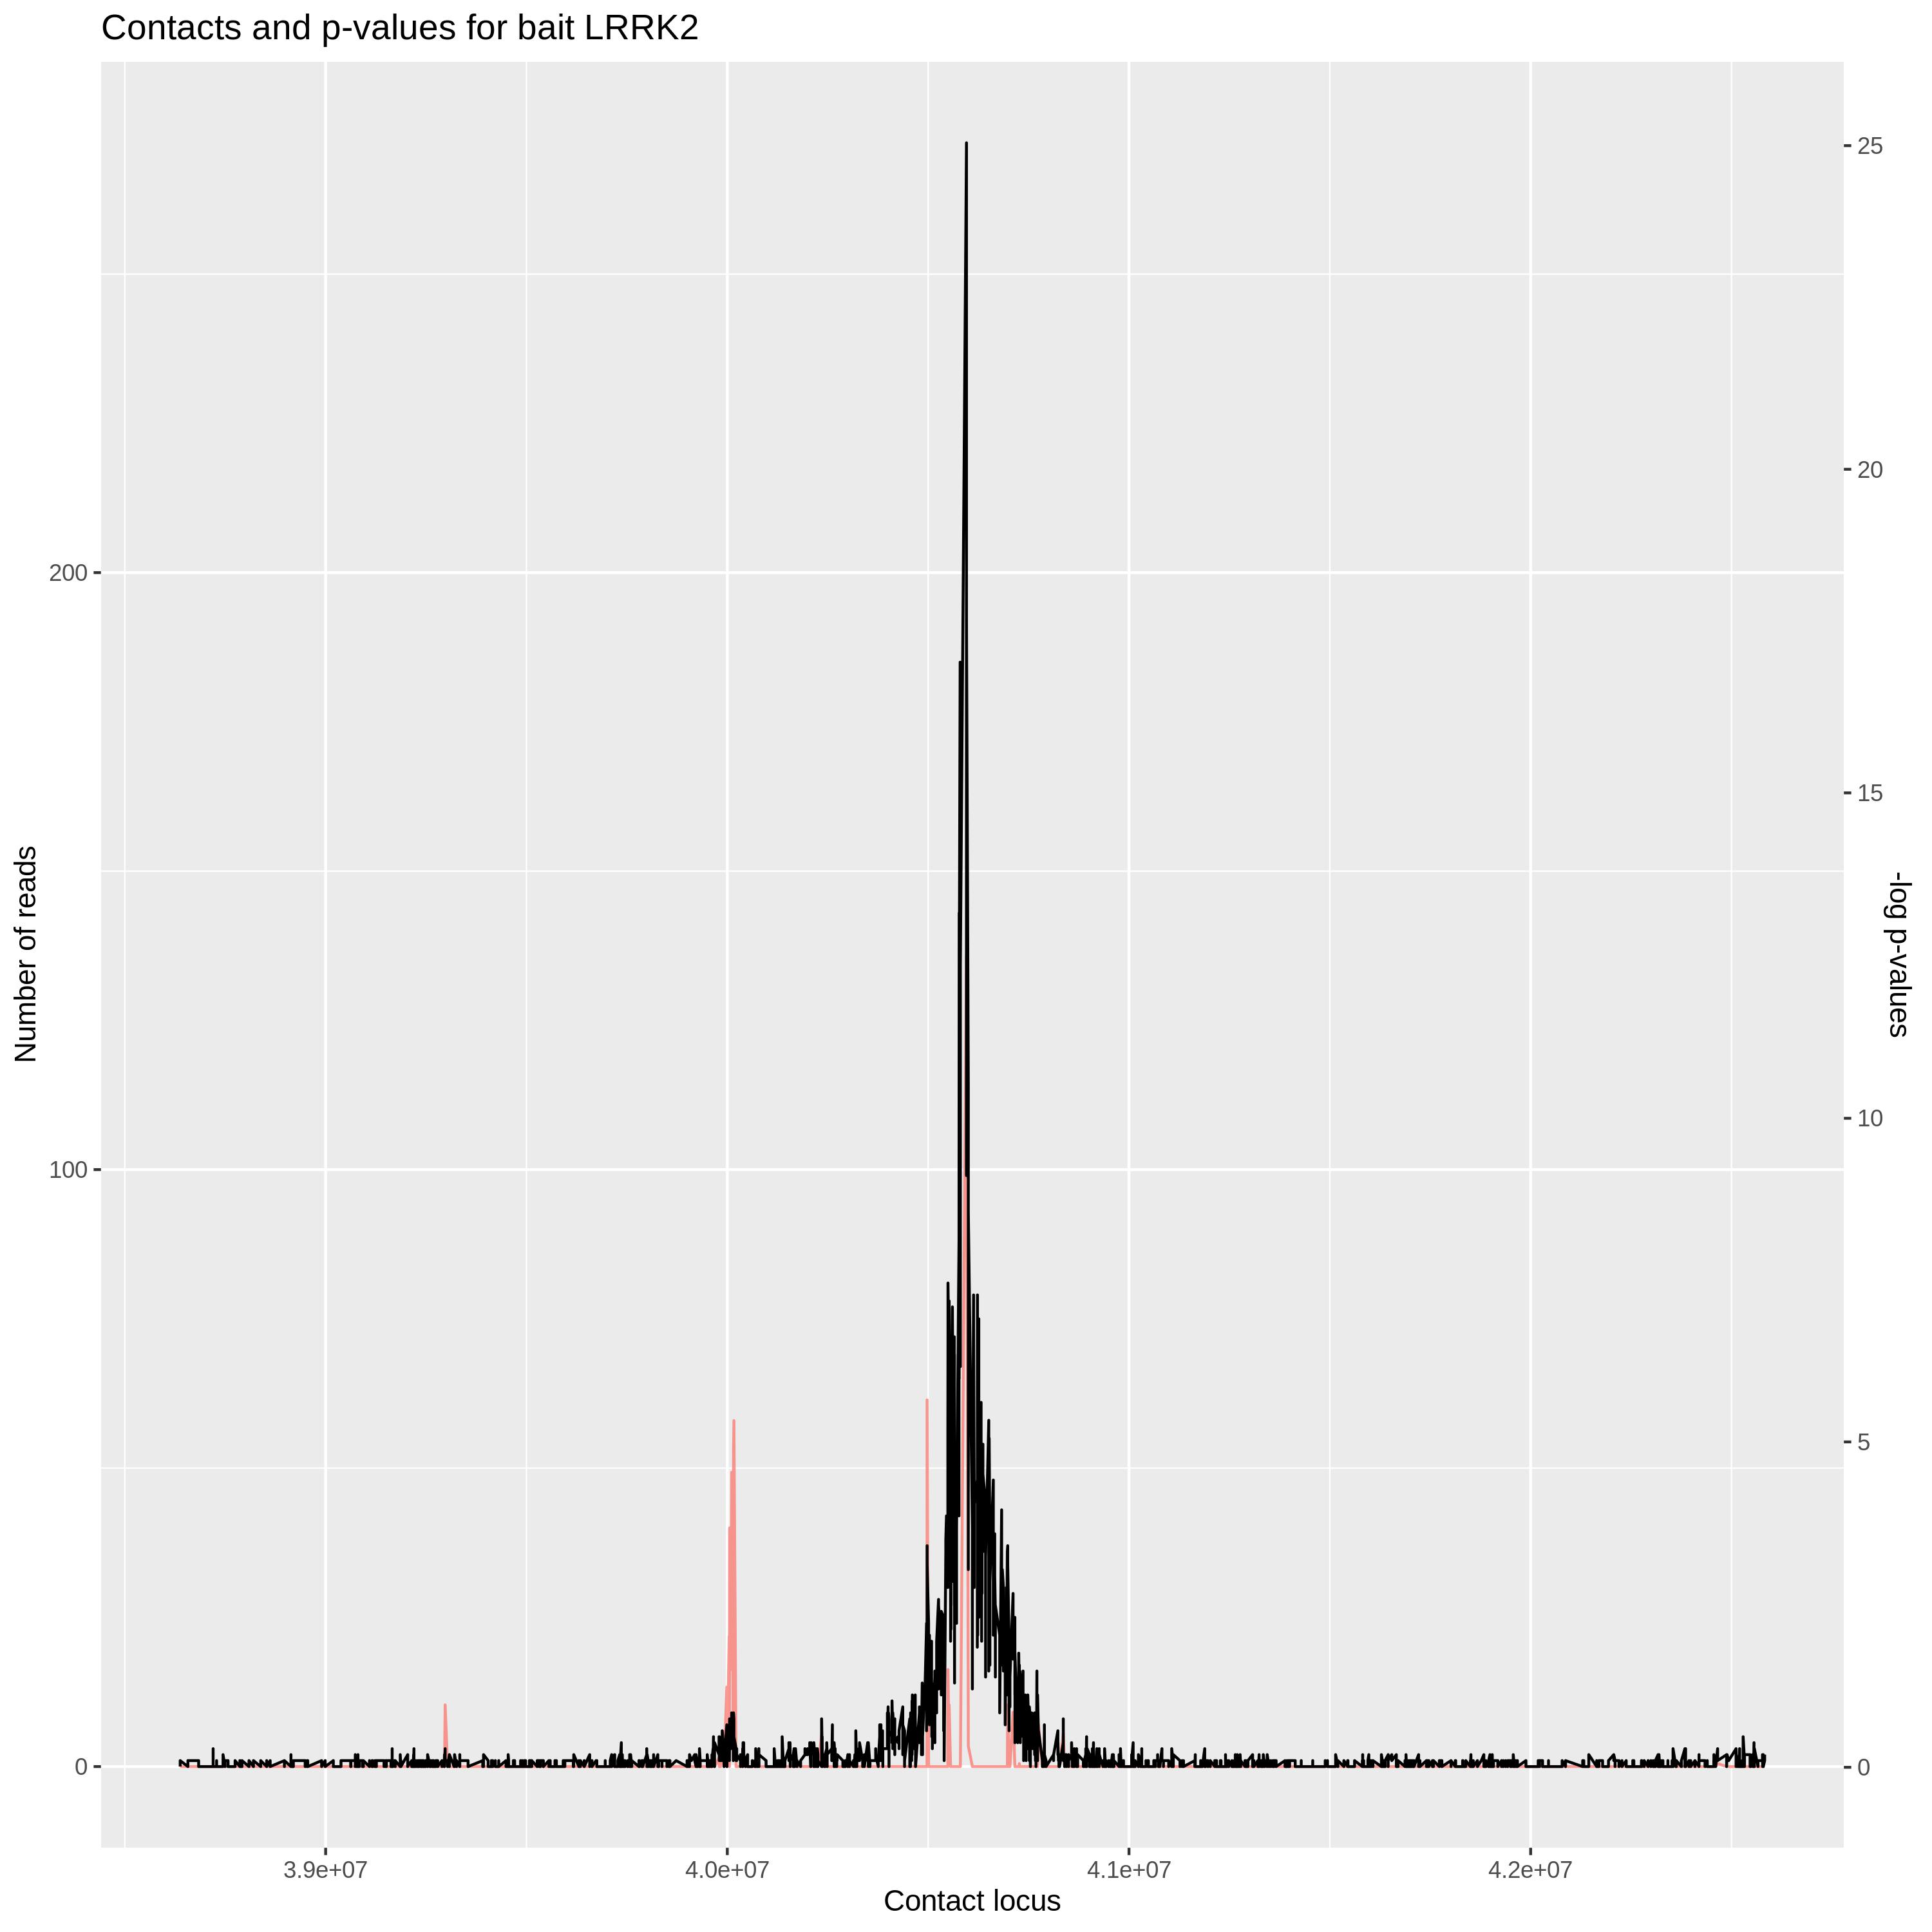 Contacts and p-values for bait LRRK2
25
20
200
15
Number of reads
-log p-values
100
10
5
0
0
3.9e+07
4.0e+07
4.1e+07
4.2e+07
Contact locus